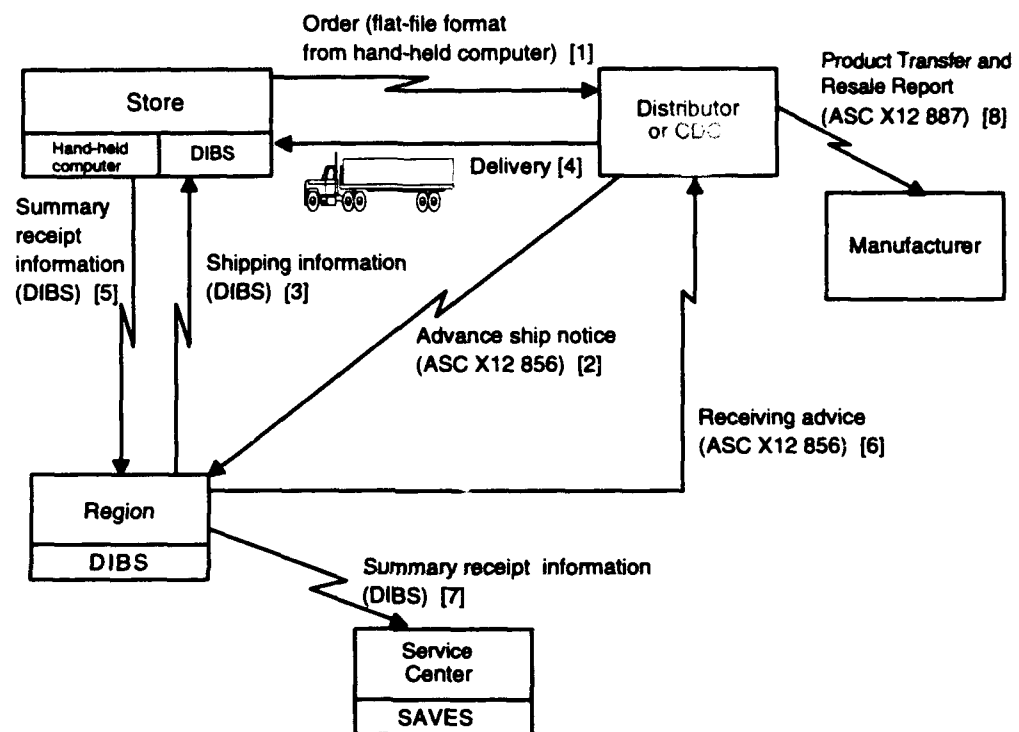 Order (flat-file format
from hand-held computer) [1]
Product Transfer and
Resale Report
(ASC X12 887) [8]
Store
Hand-held
computer
DIBS
Distributor
or CDC
Delivery [4]
Manufacturer
Summary
receipt
information
(DIBS) [5]
Shipping information
(DIBS) [3]
Advance ship notice
(ASC X12 856) [2]
Receiving advice
(ASC X12 856) [6]
Region
DIBS
Summary receipt information
(DIBS) [7]
Service
Center
SAVES